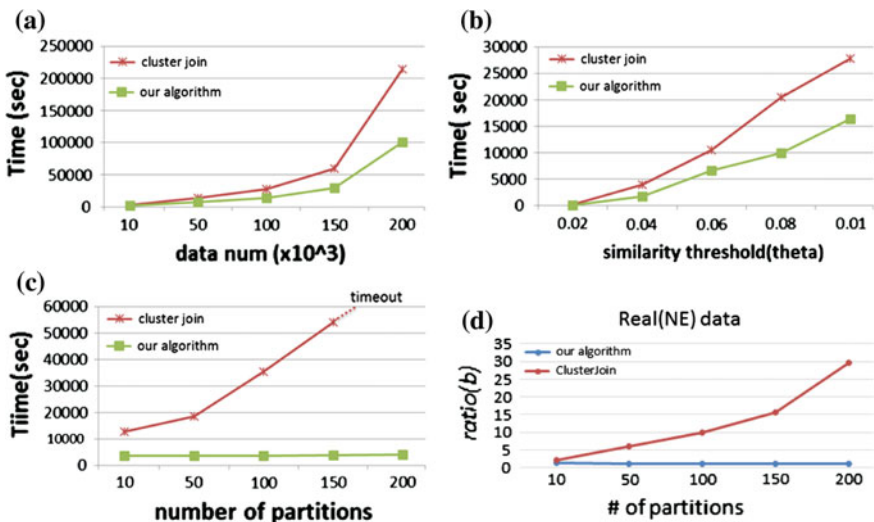 (a)
250000
200000
150000
100000
50000
0
Time (sec)
cluster join
our algorithm
10 50 100 150 200
data num (x10^3)
(b)
30000
25000
20000
15000
10000
5000
0
Time( sec)
cluster join
our algorithm
0.02 0.04 0.06 0.08 0.01
similarity threshold(theta)
(c)
60000
50000
40000
30000
20000
10000
0
Tiime(sec)
timeout
cluster join
our algorithm
10 50 100 150 200
number of partitions
(d)
Real(NE) data
35
30
25
20
15
10
5
0
ratio(b)
our algorithm
ClusterJoin
10 50 100 150 200
# of partitions